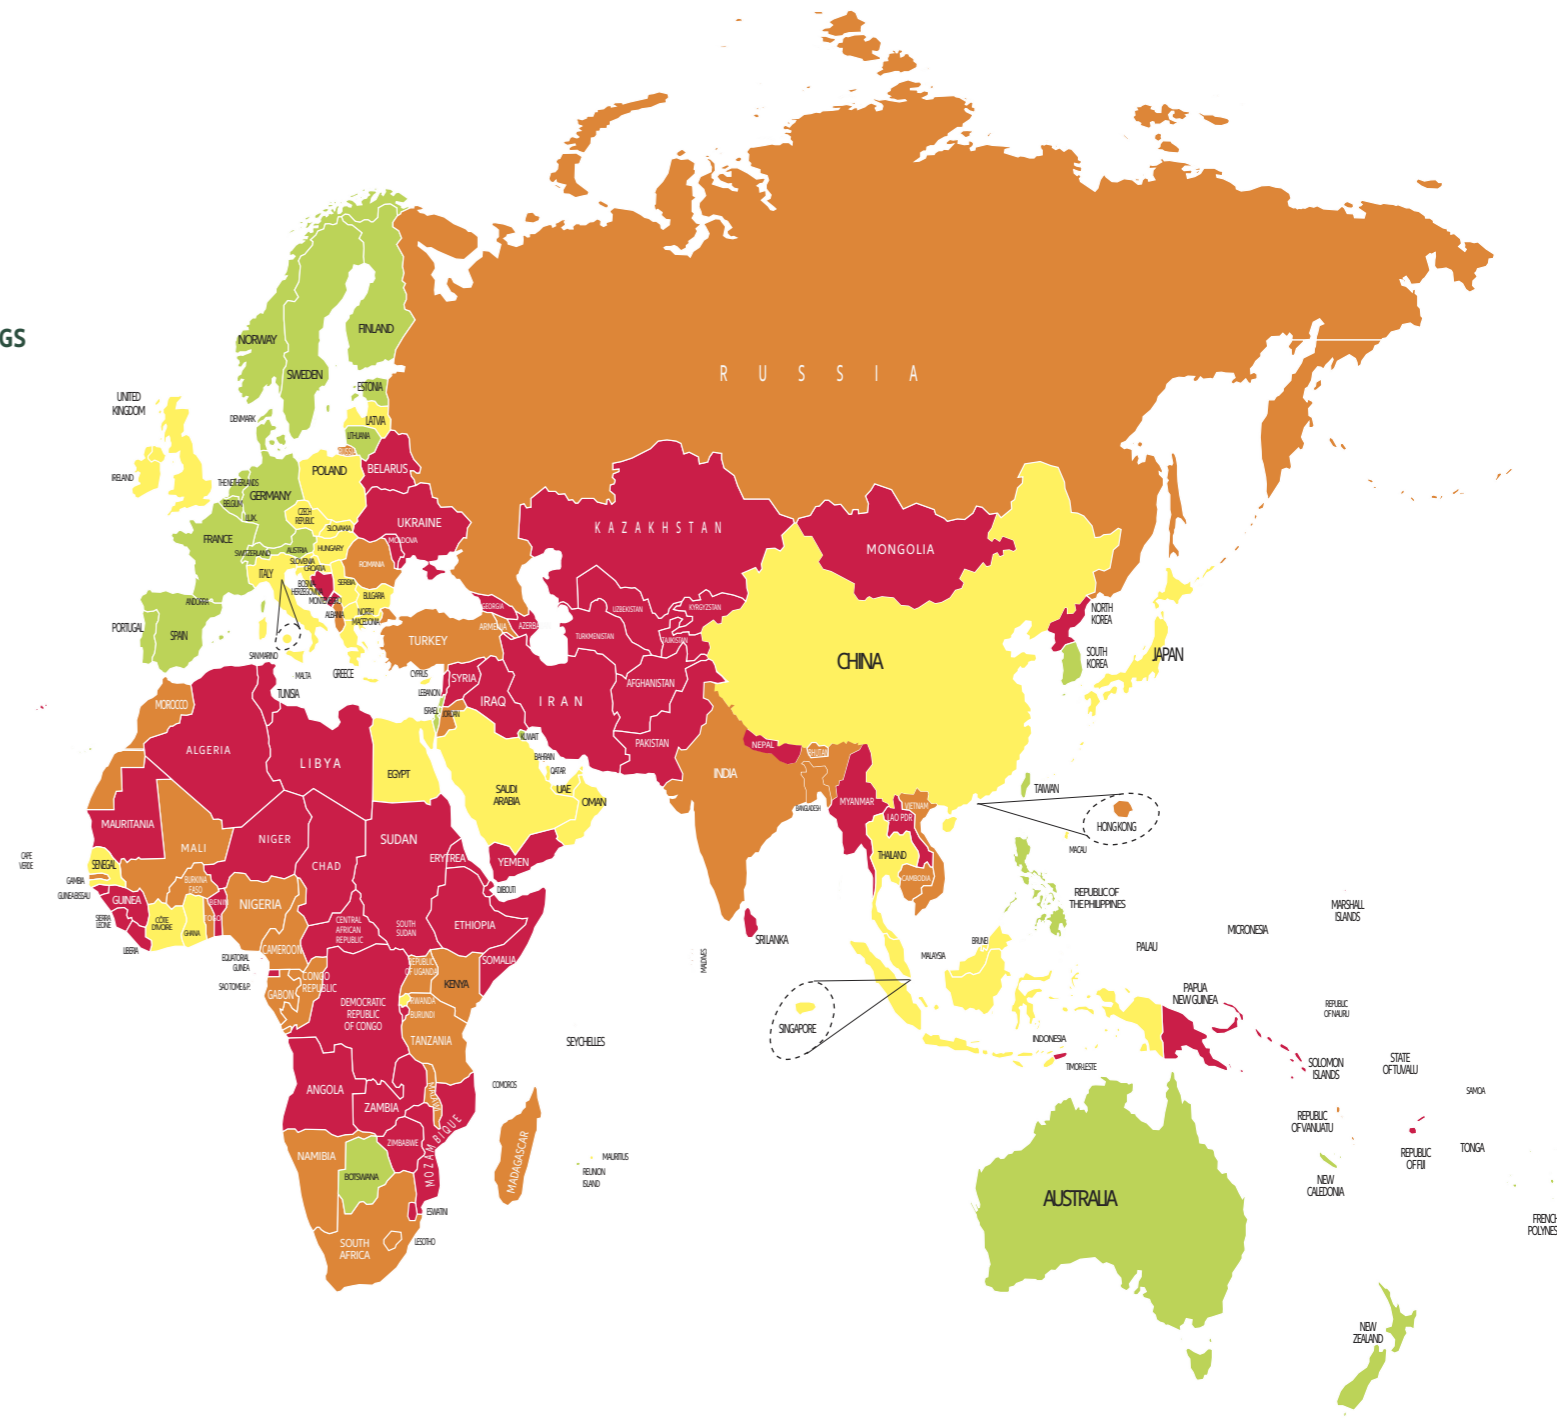 GS
NORWAY
FINLAND
SWEDEN
ESTONIA
UNITED
KINGDOM
DENMARK
LATVIA
LITHUANIA
IRELAND
POLAND
BELARUS
THE NETHERLANDS
GERMANY
BELGIUM
LUX.
CZECH
REPUBLIC
SLOVAKIA
UKRAINE
MOLDOVA
FRANCE
SWITZERLAND
AUSTRIA
HUNGARY
SLOVENIA
CROATIA
ROMANIA
ITALY
BOSNIA
HERZEGOVINA
SERBIA
MONTENEGRO
BULGARIA
ALBANIA
NORTH
MACEDONIA
ANDORRA
PORTUGAL
SPAIN
SAN MARINO
MALTA
GREECE
TURKEY
CYPRUS
GEORGIA
ARMENIA
AZERBA
RUSSIA
KAZAKHSTAN
MONGOLIA
UZBEKISTAN
KYRGYZSTAN
TURKMENISTAN
TAJIKISTAN
NORTH
KOREA
SOUTH
KOREA
JAPAN
CHINA
SYRIA
LEBANON
ISRAEL
JORDAN
IRAQ
IRAN
AFGHANISTAN
PAKISTAN
KUWAIT
BAHRAIN
QATAR
UAE
OMAN
SAUDI
ARABIA
YEMEN
NEPAL
BHUTAN
INDIA
BANGLADESH
MYANMAR
LAO PDR
VIETNAM
THAILAND
CAMBODIA
TAIWAN
HONG KONG
MACAU
SRI LANKA
MALDIVES
MALAYSIA
BRUNEI
SINGAPORE
INDONESIA
TIMOR-LESTE
REPUBLIC OF
THE PHILIPPINES
PALAU
MICRONESIA
MARSHALL
ISLANDS
PAPUA
NEW GUINEA
REPUBLIC
OF NAURU
SOLOMON
ISLANDS
STATE
OF TUVALU
SAMOA
REPUBLIC
OF VANUATU
REPUBLIC
OF FIJI
TONGA
NEW
CALEDONIA
FRENCH
POLYNES
AUSTRALIA
NEW
ZEALAND
MOROCCO
TUNISIA
ALGERIA
LIBYA
EGYPT
MAURITANIA
MALI
NIGER
CHAD
SUDAN
ERYTREA
DJIBOUTI
CAPE
VERDE
SENEGAL
GAMBIA
GUINEA BISSAU
GUINEA
SIERRA
LEONE
LIBERIA
CÔTE
D'IVOIRE
BURKINA
FASO
GHANA
TOGO
BENIN
NIGERIA
CAMEROON
CENTRAL
AFRICAN
REPUBLIC
SOUTH
SUDAN
ETHIOPIA
SOMALIA
EQUATORIAL
GUINEA
SAO TOME & P.
GABON
CONGO
REPUBLIC
DEMOCRATIC
REPUBLIC
OF CONGO
REPUBLIC
OF UGANDA
KENYA
RWANDA
BURUNDI
TANZANIA
SEYCHELLES
COMOROS
ANGOLA
ZAMBIA
MALAWI
MOZAMBIQUE
ZIMBABWE
NAMIBIA
BOTSWANA
MADAGASCAR
MAURITIUS
REUNION
ISLAND
ESWATINI
SOUTH
AFRICA
LESOTHO